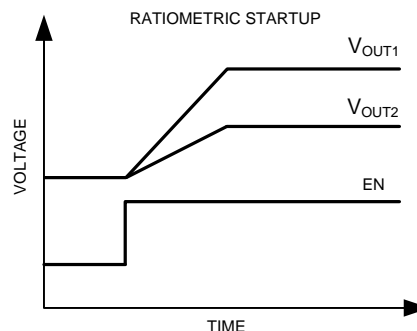 RATIOMETRIC STARTUP
VOUT1
VOUT2
EN
VOLTAGE
TIME